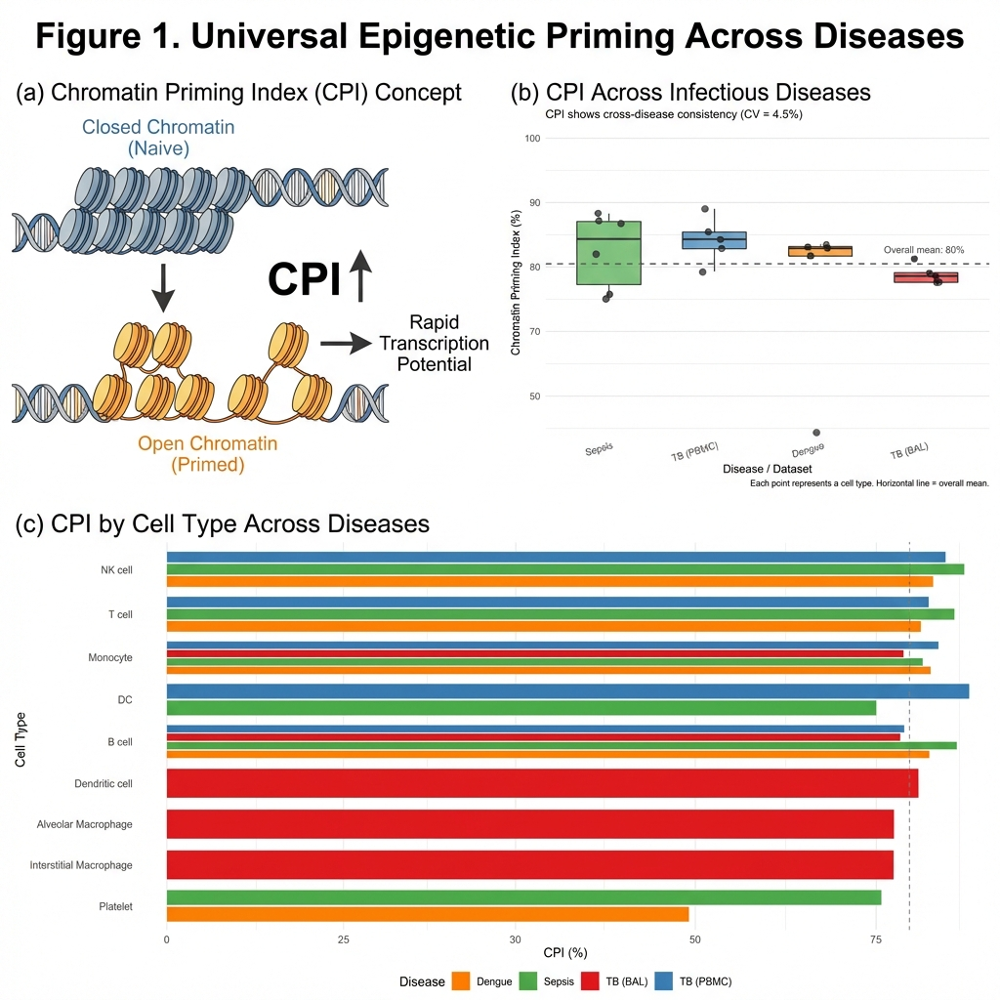 Figure 1. Universal Epigenetic Priming Across Diseases
(a) Chromatin Priming Index (CPI) Concept
Closed Chromatin
(Naive)
CPI
Rapid
Transcription
Potential
Open Chromatin
(Primed)
(b) CPI Across Infectious Diseases
CPI shows cross-disease consistency (CV = 4.5%)
Chromatin Priming Index (%)
100
90
80
70
50
Overall mean: 80%
Sepsis
TB (PBMC)
Dengue
TB (BAL)
Disease / Dataset
Each point represents a cell type. Horizontal line = overall mean.
(c) CPI by Cell Type Across Diseases
Cell Type
NK cell
T cell
Monocyte
DC
B cell
Dendritic cell
Alveolar Macrophage
Interstitial Macrophage
Platelet
0
25
30
50
75
CPI (%)
Disease
Dengue
Sepsis
TB (BAL)
TB (PBMC)